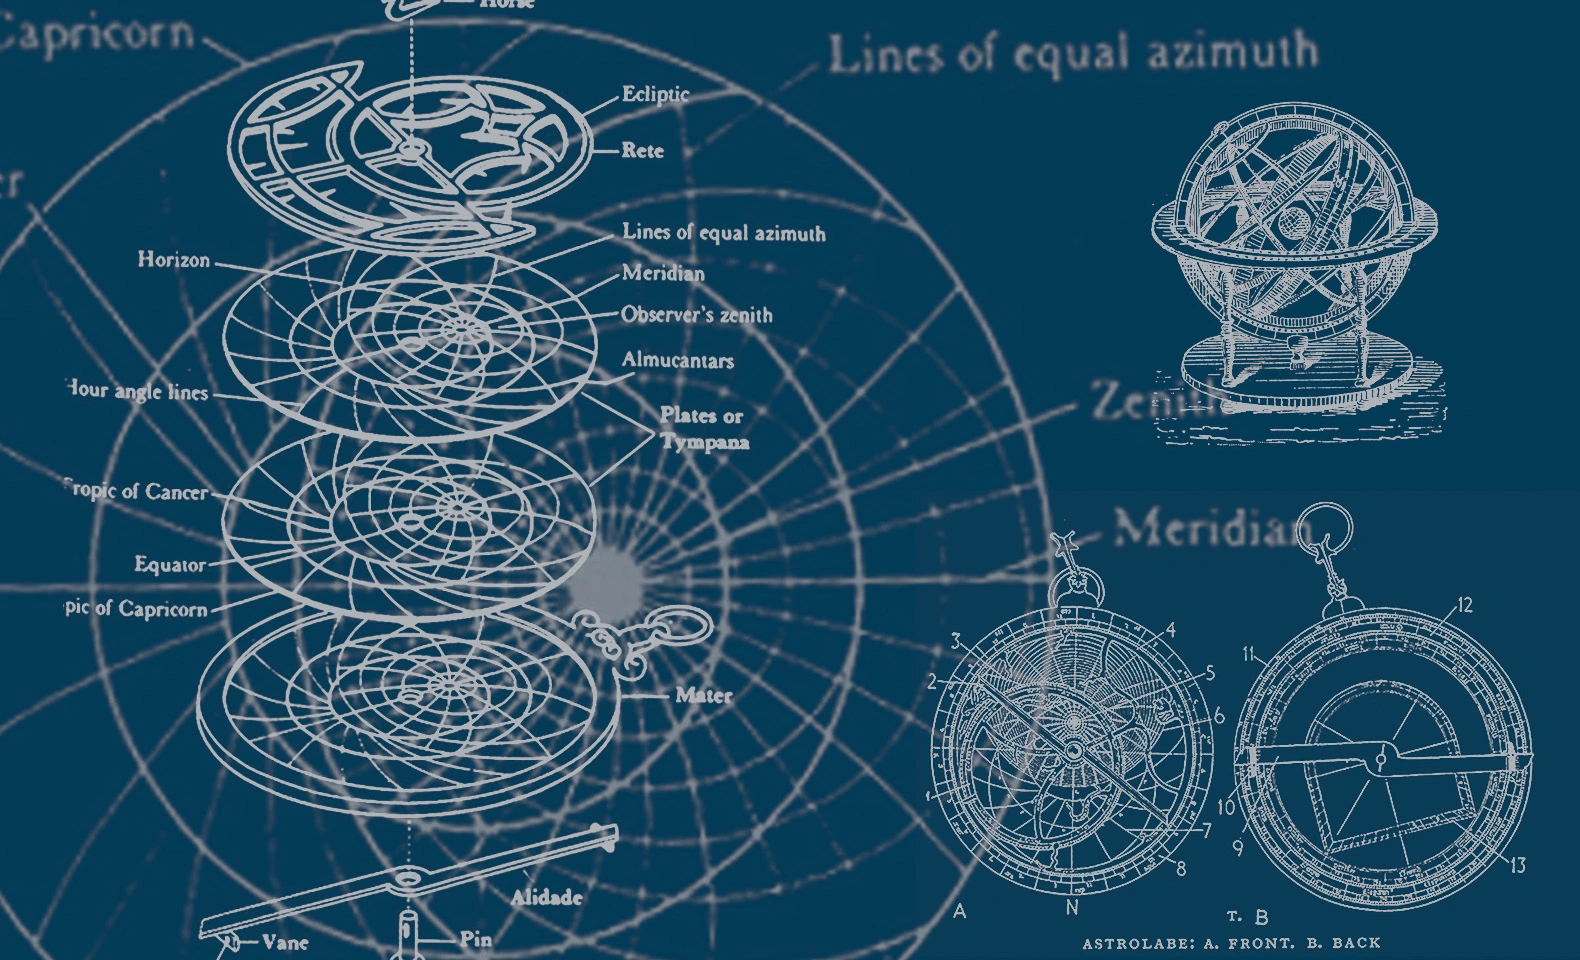 Horse
Capricorn
Lines of equal azimuth
Ecliptic
Rete
er
Lines of equal azimuth
Horizon
Meridian
Observer's zenith
Almucantars
Hour angle lines
Zenith
Plates or
Tympana
Tropic of Cancer
Meridian
Equator
pic of Capricorn
Mater
Alidade
Vane
Pin
3
4
2
5
6
1
7
8
A
N
12
11
10
9
13
T. B
ASTROLABE: A. FRONT. B. BACK